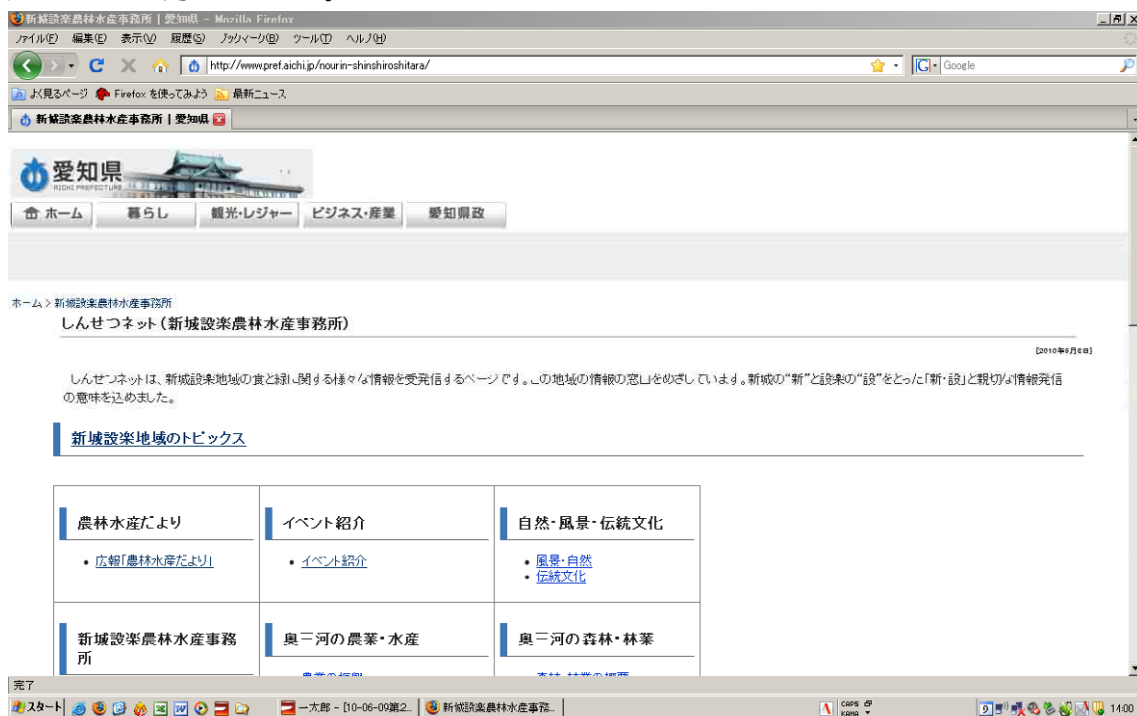 新城設楽農林水産事務所 | 愛知県 - Mozilla Firefox
ファイル(F) 編集(E) 表示(V) 履歴(S) ブックマーク(B) ツール(T) ヘルプ(H)
http://www.pref.aichi.jp/nourin-shinshiroshitara/
Google
よく見るページ Firefox を使ってみよう 最新ニュース
新城設楽農林水産事務所 | 愛知県
愛知県
AICHI PREFECTURE
ホーム 暮らし 観光・レジャー ビジネス・産業 愛知県政
ホーム > 新城設楽農林水産事務所
しんせつネット(新城設楽農林水産事務所)
しんせつネットは、新城設楽地域の食と緑に関する様々な情報を受発信するページです。この地域の情報の窓口をめざしています。新城の“新”と設楽の“設”をとった「新・設」と親切な情報発信
の意味を込めました。
新城設楽地域のトピックス
農林水産だより イベント紹介 自然・風景・伝統文化
・広報「農林水産だより」 ・イベント紹介 ・風景・自然
・伝統文化
新城設楽農林水産事務所 奥三河の農業・水産 奥三河の森林・林業
農業の振興 森林・林業の概要
完了
スタート 一太郎 - [10-06-09第2... 新城設楽農林水産事務... A CAPS KANA 14:00